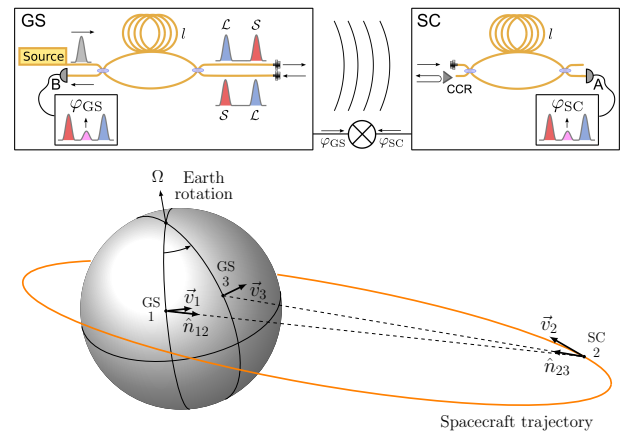 GS
Source
l
ℒ 𝒮
B
φGS
𝒮 ℒ
φGS φSC
SC
l
CCR
A
φSC
Ω
Earth
rotation
GS
1
v⃗1
n̂12
GS
3
v⃗3
v⃗2
SC
2
n̂23
Spacecraft trajectory